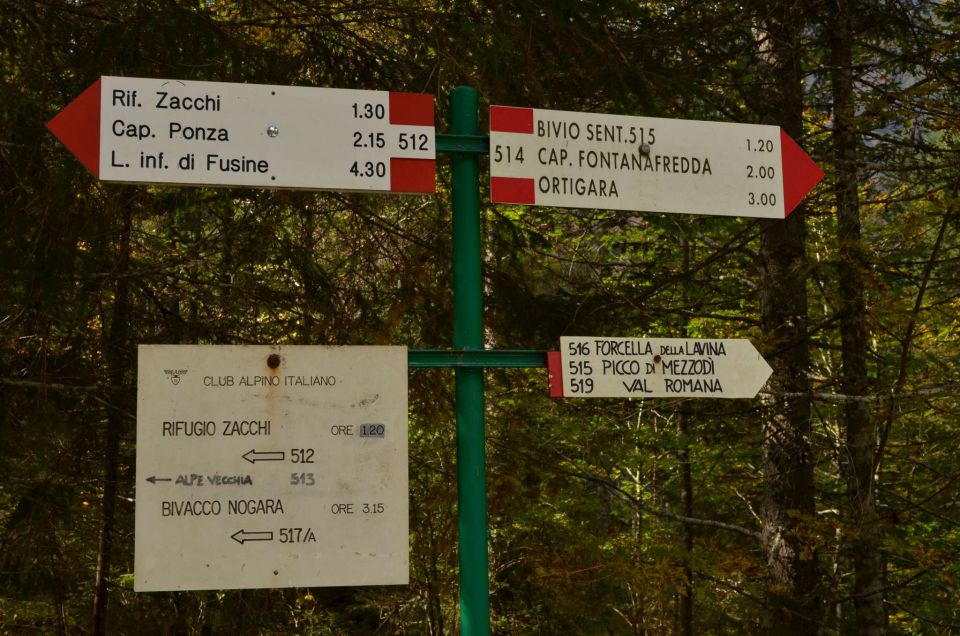 Rif. Zacchi 1.30
Cap. Ponza 2.15 512
L. inf. di Fusine 4.30
BIVIO SENT.515 1.20
514 CAP. FONTANAFREDDA 2.00
ORTIGARA 3.00
516 FORCELLA DELLA LAVINA
515 PICCO DI MEZZODÌ
519 VAL ROMANA
CLUB ALPINO ITALIANO
RIFUGIO ZACCHI ORE 1.20
512
ALPE VECCHIA 513
BIVACCO NOGARA ORE 3.15
517/A